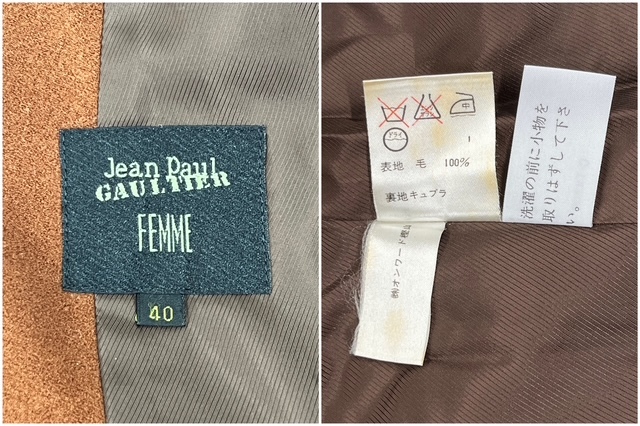 Jean Paul
GAULTIER
FEMME
40
中
ドライ
表地 毛 100%
裏地キュプラ
㈱オンワード樫山
洗濯の前に小物を
取りはずして下さ
い。